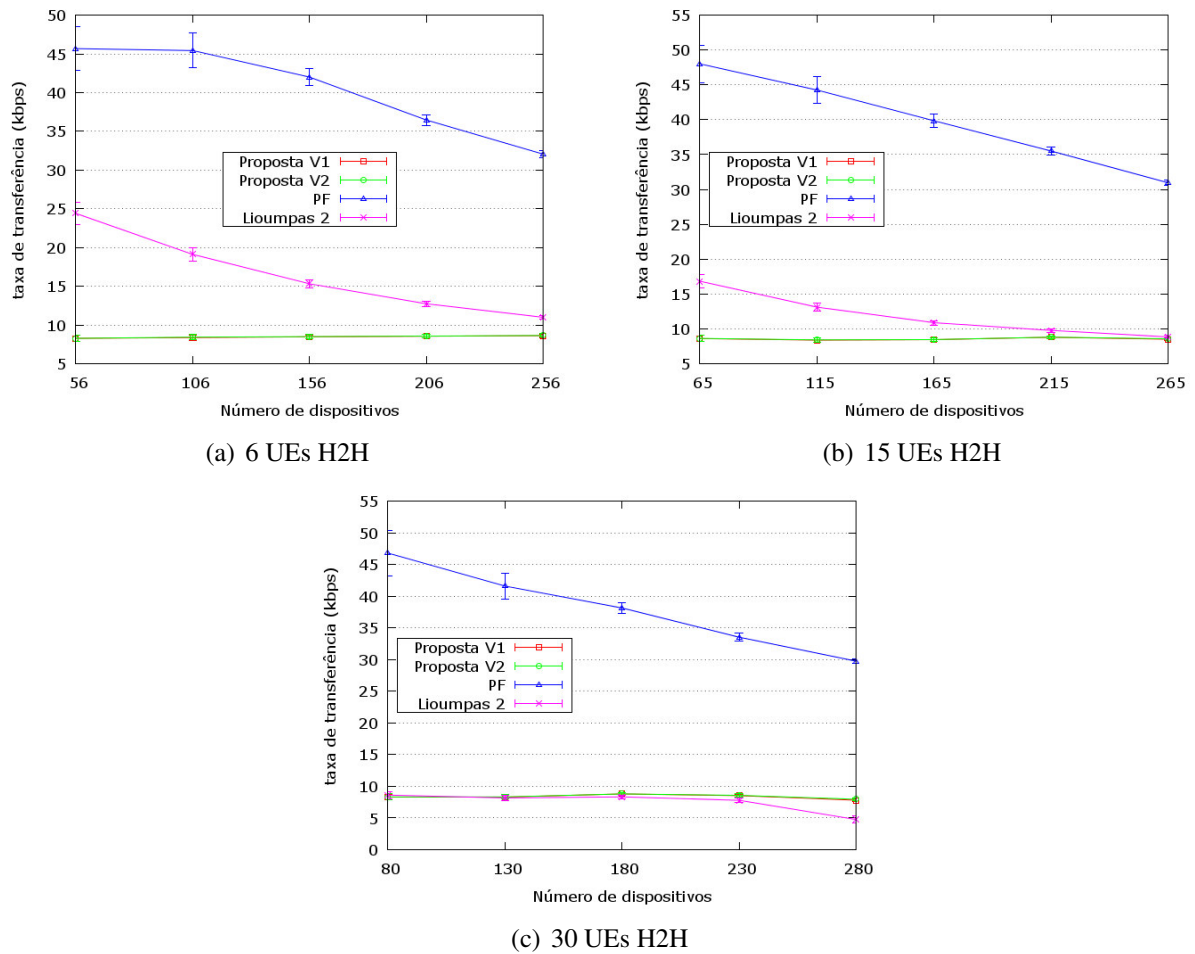 50
45
40
35
30
25
20
15
10
5
taxa de transferência (kbps)
Proposta V1
Proposta V2
PF
Lioumpas 2
56 106 156 206 256
Número de dispositivos
(a) 6 UEs H2H
55
50
45
40
35
30
25
20
15
10
5
taxa de transferência (kbps)
Proposta V1
Proposta V2
PF
Lioumpas 2
65 115 165 215 265
Número de dispositivos
(b) 15 UEs H2H
55
50
45
40
35
30
25
20
15
10
5
0
taxa de transferência (kbps)
Proposta V1
Proposta V2
PF
Lioumpas 2
80 130 180 230 280
Número de dispositivos
(c) 30 UEs H2H